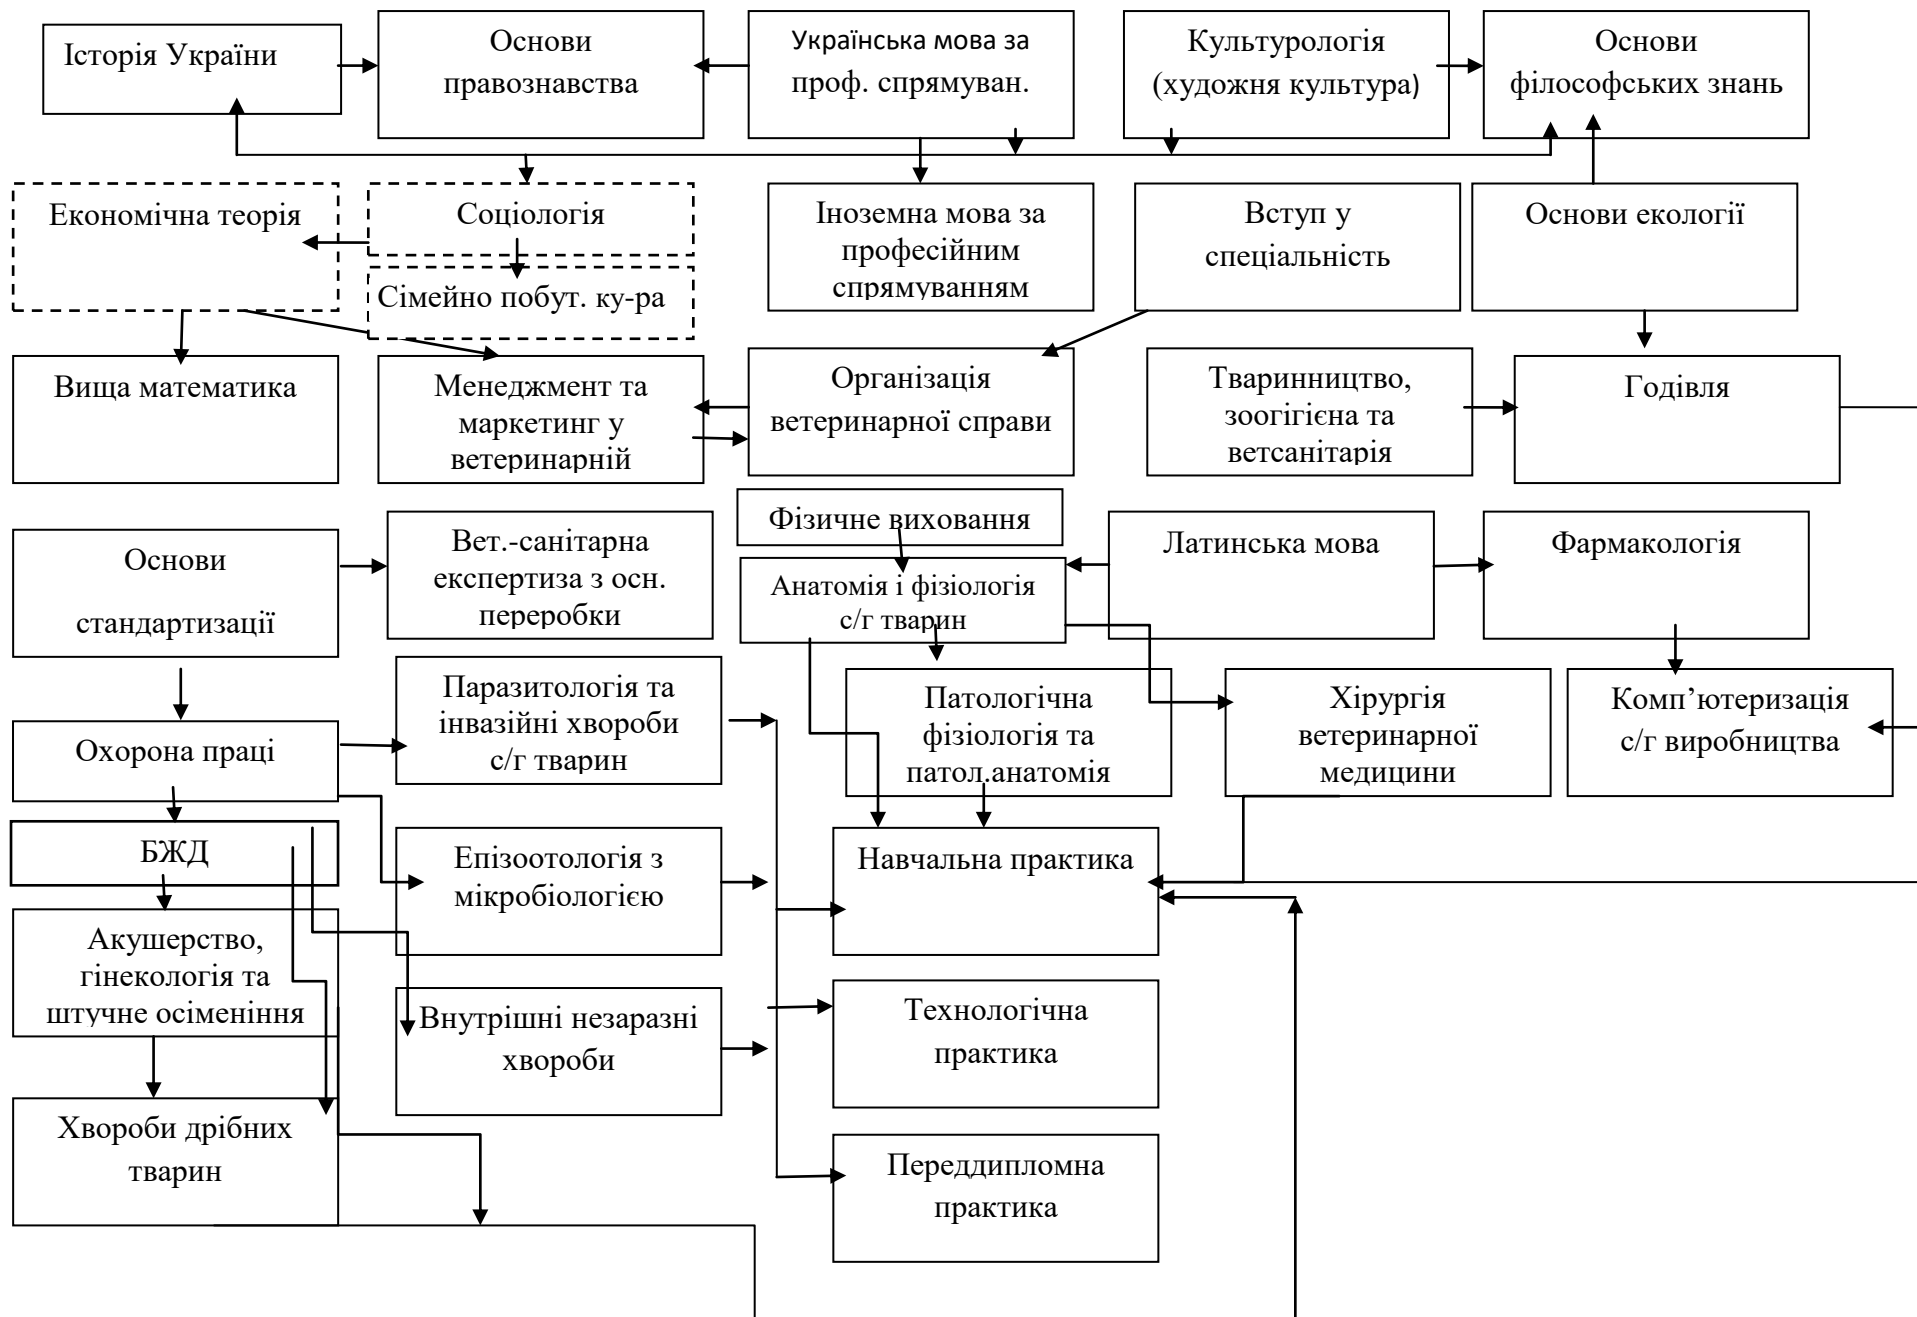 Історія України
Основи
правознавства
Українська мова за
проф. спрямуван.
Культурологія
(художня культура)
Основи
філософських знань
Економічна теорія
Соціологія
Сімейно побут. ку-ра
Іноземна мова за
професійним
спрямуванням
Вступ у
спеціальність
Основи екології
Вища математика
Менеджмент та
маркетинг у
ветеринарній
Організація
ветеринарної справи
Тваринництво,
зоогігієна та
ветсанітарія
Годівля
Основи
стандартизації
Вет.-санітарна
експертиза з осн.
переробки
Фізичне виховання
Анатомія і фізіологія
с/г тварин
Латинська мова
Фармакологія
Охорона праці
Паразитологія та
інвазійні хвороби
с/г тварин
Патологічна
фізіологія та
патол.анатомія
Хірургія
ветеринарної
медицини
Комп’ютеризація
с/г виробництва
БЖД
Епізоотологія з
мікробіологією
Навчальна практика
Акушерство,
гінекологія та
штучне осіменіння
Внутрішні незаразні
хвороби
Технологічна
практика
Хвороби дрібних
тварин
Переддипломна
практика